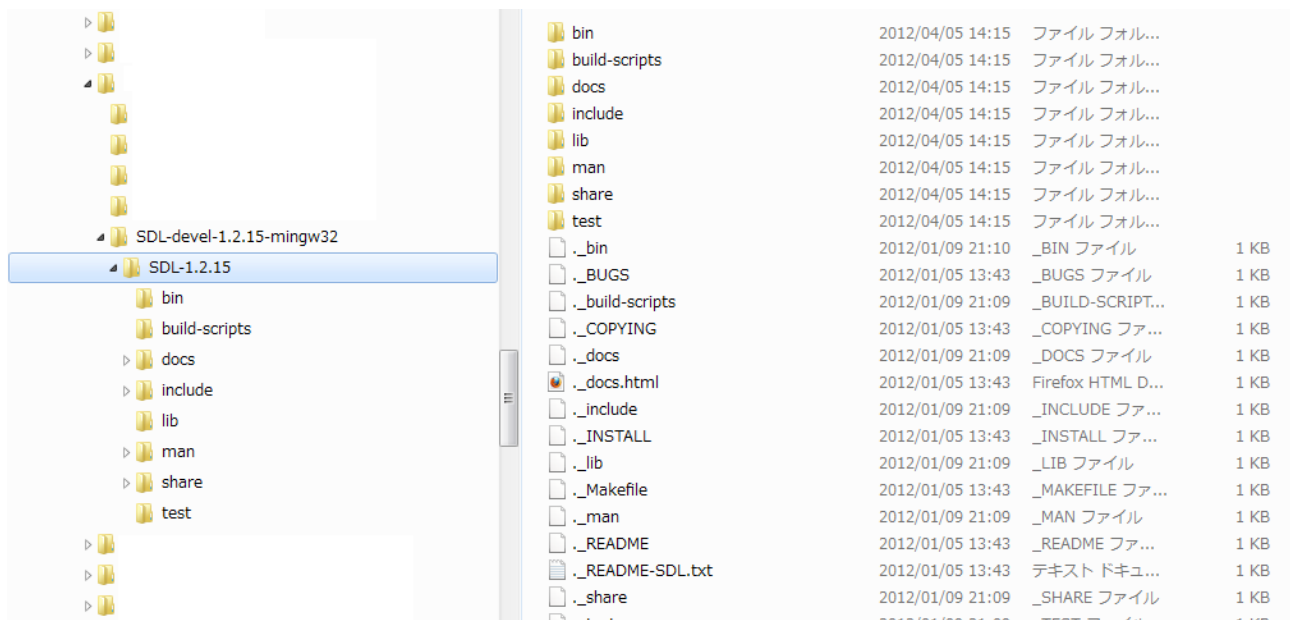 SDL-devel-1.2.15-mingw32
SDL-1.2.15
bin
build-scripts
docs
include
lib
man
share
test
bin 2012/04/05 14:15 ファイル フォル...
build-scripts 2012/04/05 14:15 ファイル フォル...
docs 2012/04/05 14:15 ファイル フォル...
include 2012/04/05 14:15 ファイル フォル...
lib 2012/04/05 14:15 ファイル フォル...
man 2012/04/05 14:15 ファイル フォル...
share 2012/04/05 14:15 ファイル フォル...
test 2012/04/05 14:15 ファイル フォル...
._bin 2012/01/09 21:10 _BIN ファイル 1 KB
._BUGS 2012/01/05 13:43 _BUGS ファイル 1 KB
._build-scripts 2012/01/09 21:09 _BUILD-SCRIPT... 1 KB
._COPYING 2012/01/05 13:43 _COPYING ファ... 1 KB
._docs 2012/01/09 21:09 _DOCS ファイル 1 KB
._docs.html 2012/01/05 13:43 Firefox HTML D... 1 KB
._include 2012/01/09 21:09 _INCLUDE ファ... 1 KB
._INSTALL 2012/01/05 13:43 _INSTALL ファ... 1 KB
._lib 2012/01/09 21:09 _LIB ファイル 1 KB
._Makefile 2012/01/05 13:43 _MAKEFILE ファ... 1 KB
._man 2012/01/09 21:09 _MAN ファイル 1 KB
._README 2012/01/05 13:43 _README ファ... 1 KB
._README-SDL.txt 2012/01/05 13:43 テキスト ドキュ... 1 KB
._share 2012/01/09 21:09 _SHARE ファイル 1 KB